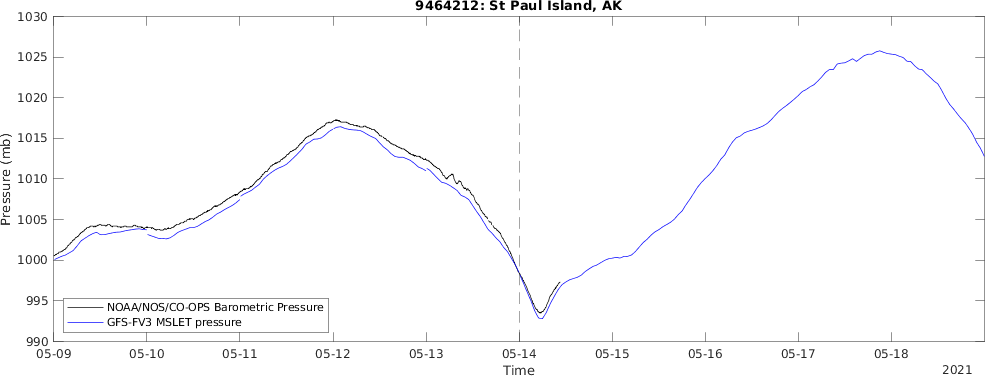 9464212: St Paul Island, AK
1030
1025
1020
1015
1010
1005
1000
995
990
Pressure (mb)
NOAA/NOS/CO-OPS Barometric Pressure
GFS-FV3 MSLET pressure
05-09 05-10 05-11 05-12 05-13 05-14 05-15 05-16 05-17 05-18
Time
2021